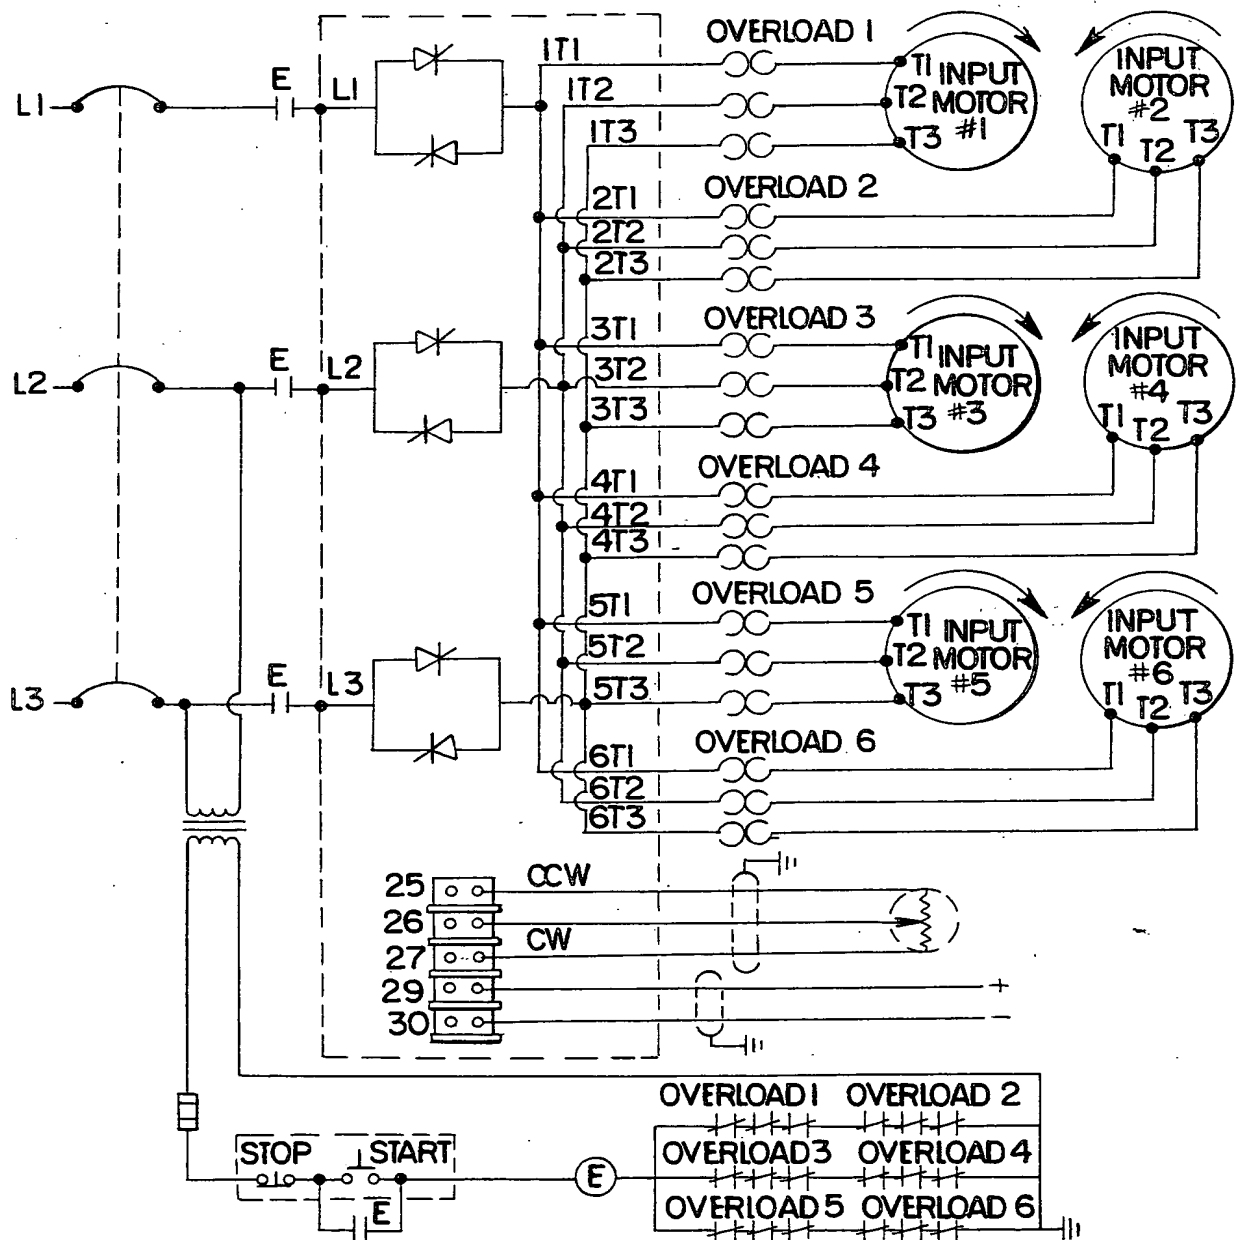 OVERLOAD 1
1T1
1T2
1T3
E
L1
L1
T1
T2
T3
INPUT
MOTOR
#1
INPUT
MOTOR
#2
T1
T2
T3
OVERLOAD 2
2T1
2T2
2T3
OVERLOAD 3
3T1
3T2
3T3
E
L2
L2
T1
T2
T3
INPUT
MOTOR
#3
INPUT
MOTOR
#4
T1
T2
T3
OVERLOAD 4
4T1
4T2
4T3
OVERLOAD 5
5T1
5T2
5T3
E
L3
L3
T1
T2
T3
INPUT
MOTOR
#5
INPUT
MOTOR
#6
T1
T2
T3
OVERLOAD 6
6T1
6T2
6T3
25
CCW
26
27
CW
29
+
30
−
OVERLOAD 1
OVERLOAD 2
STOP
START
E
OVERLOAD 3
OVERLOAD 4
E
OVERLOAD 5
OVERLOAD 6